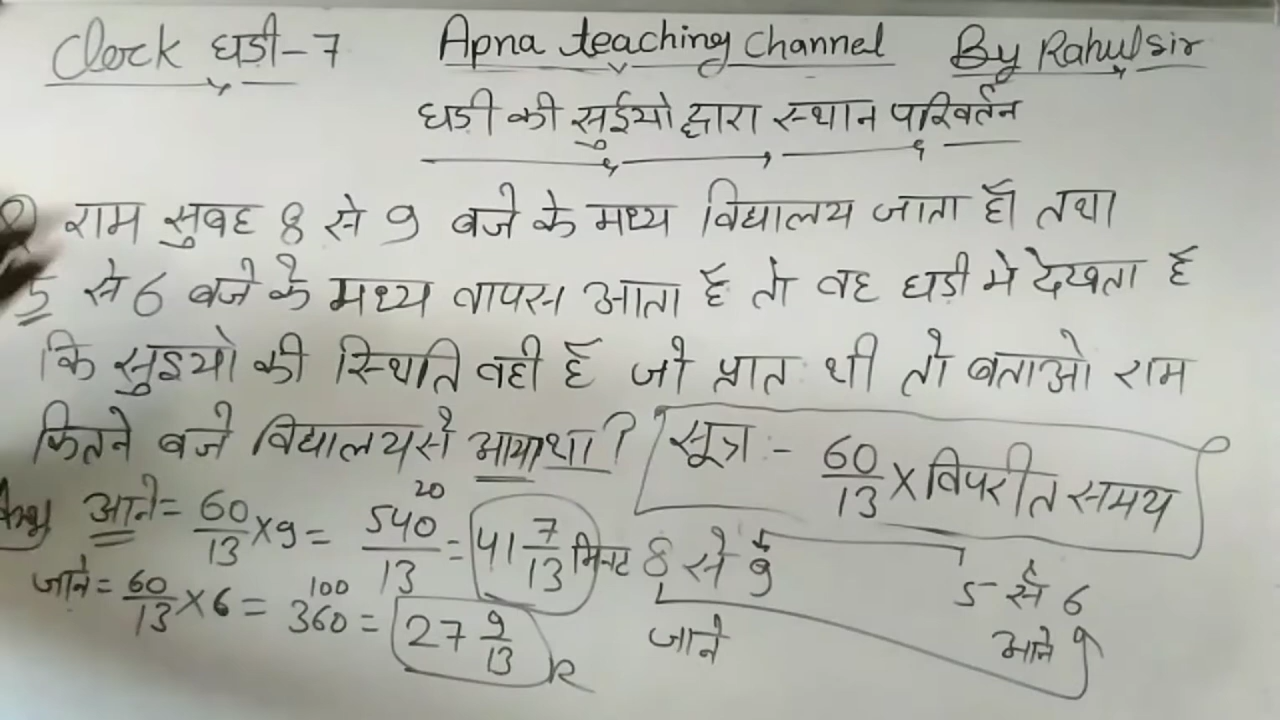 Clock घडी-7 Apna teaching channel By Rahul sir
घडी की सुईयो द्वारा स्थान परिवर्तन
Q राम सुबह 8 से 9 बजे के मध्य विद्यालय जाता हैं तथा
5 से 6 बजे के मध्य वापस आता हैं तो वह घडी मे देखता हैं
कि सुइयो की स्थिति वही हैं जो प्रात: थी तो बताओ राम
कितने बजे विद्यालय से आया था?
सूत्र :- 60/13 × विपरीत समय
Ans आने = 60/13 × 9 = 540/13 = 41 7/13 मिनट
20
जाने = 60/13 × 6 = 360 = 27 9/13
100
8 से 9
जाने
5 से 6
आने